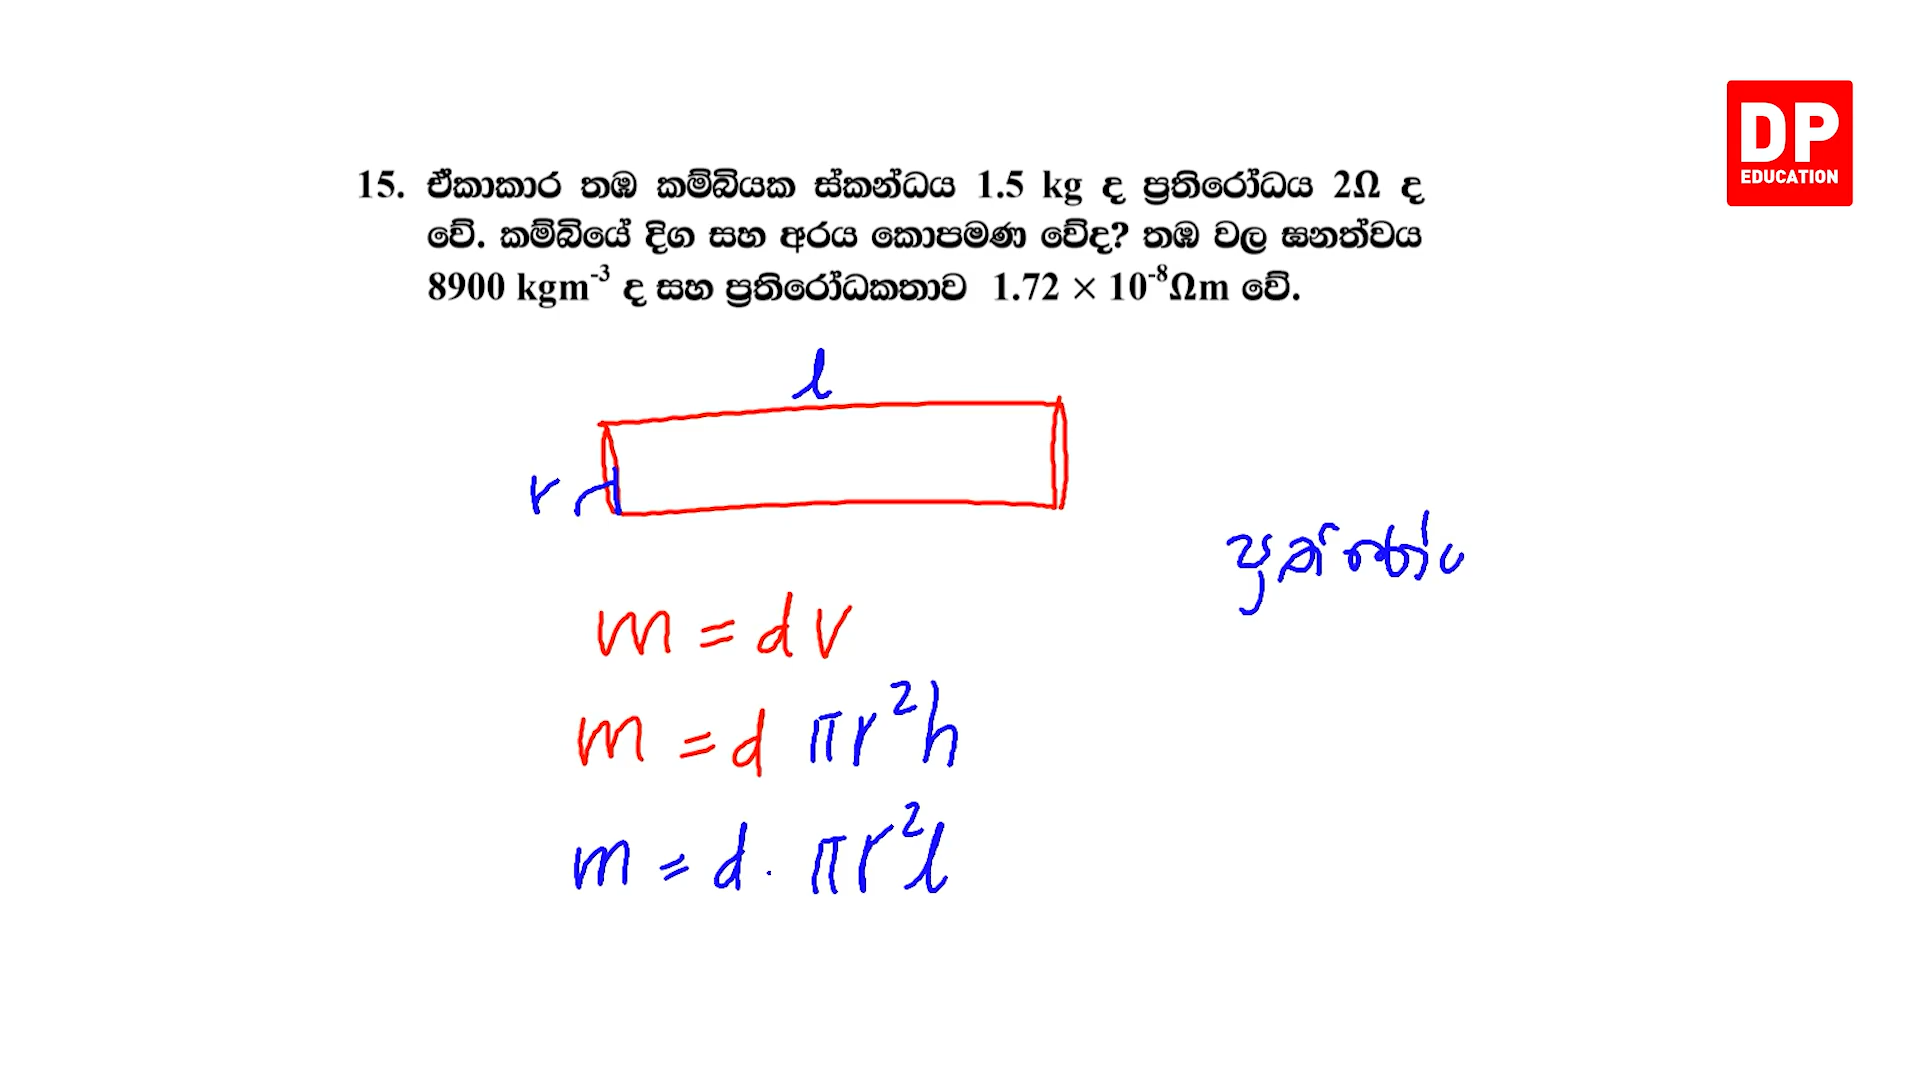 DP
EDUCATION
15. ඒකාකාර තඹ කම්බියක ස්කන්ධය 1.5 kg ද ප්‍රතිරෝධය 2Ω ද
වේ. කම්බියේ දිග සහ අරය කොපමණ වේද? තඹ වල ඝනත්වය
8900 kgm⁻³ ද සහ ප්‍රතිරෝධකතාව 1.72 × 10⁻⁸Ωm වේ.
l
r
m = dv
m = d πr²h
m = d . πr²l